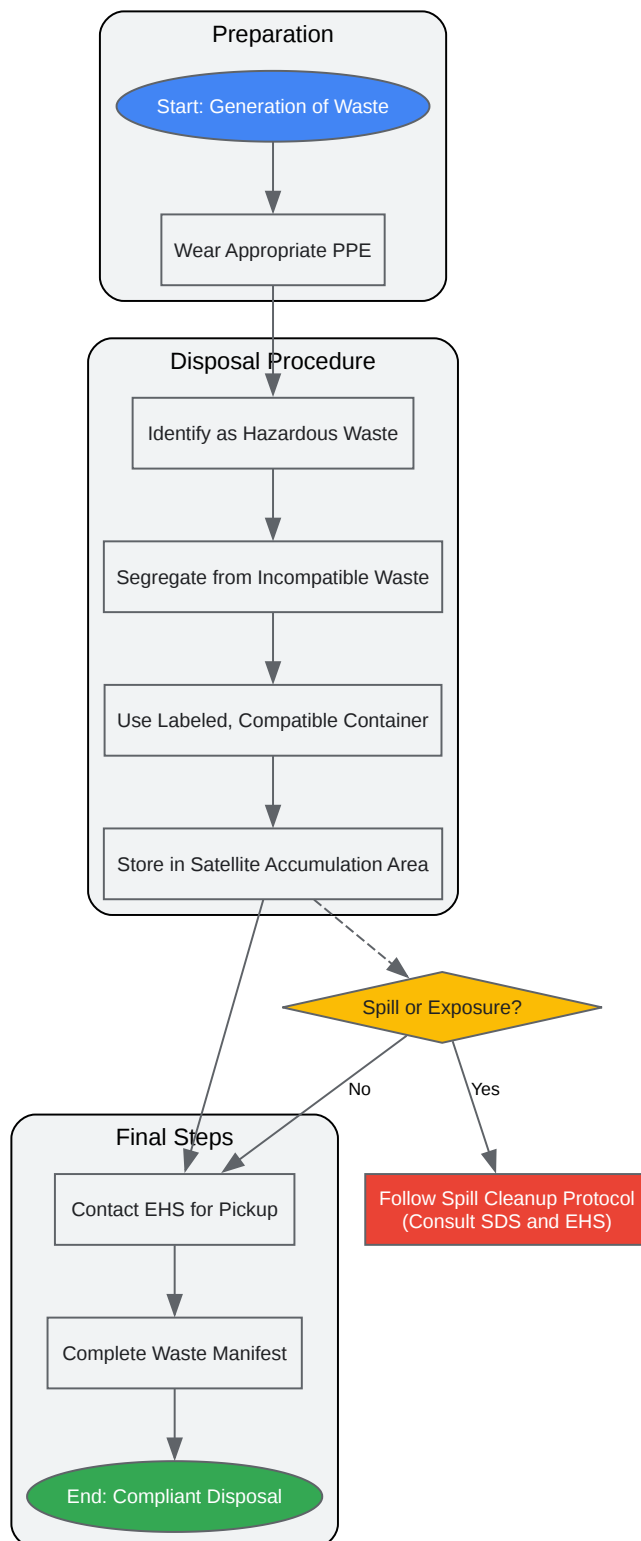 Preparation
Start: Generation of Waste
Wear Appropriate PPE
Disposal Procedure
Identify as Hazardous Waste
Segregate from Incompatible Waste
Use Labeled, Compatible Container
Store in Satellite Accumulation Area
Spill or Exposure?
No
Yes
Final Steps
Contact EHS for Pickup
Follow Spill Cleanup Protocol
(Consult SDS and EHS)
Complete Waste Manifest
End: Compliant Disposal